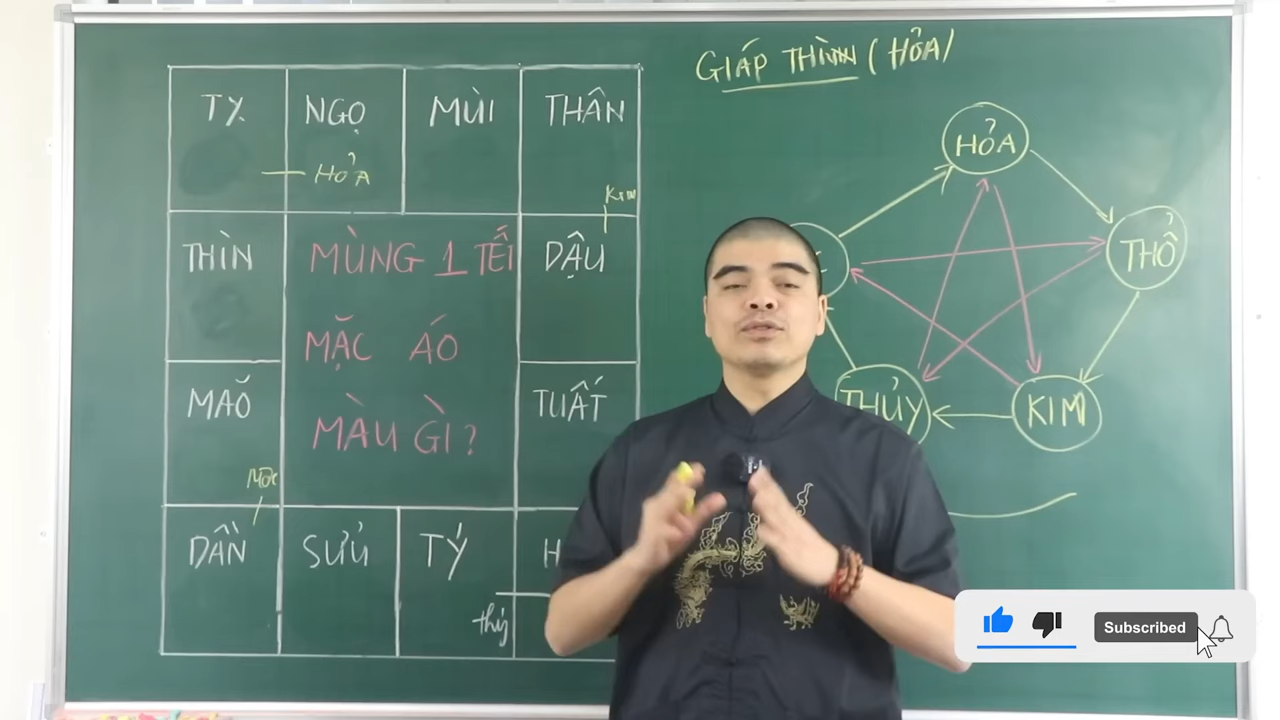 GIÁP THÌN (HỎA)
TỴ NGỌ MÙI THÂN
HỎA
KIM
THÌN DẬU
MÙNG 1 TẾT
MẶC ÁO
MÀU GÌ?
MAÕ TUẤT
MỘC
DẦN SỬU TÝ H
thủy
HỎA
THỔ
KIM
THỦY
Subscribed